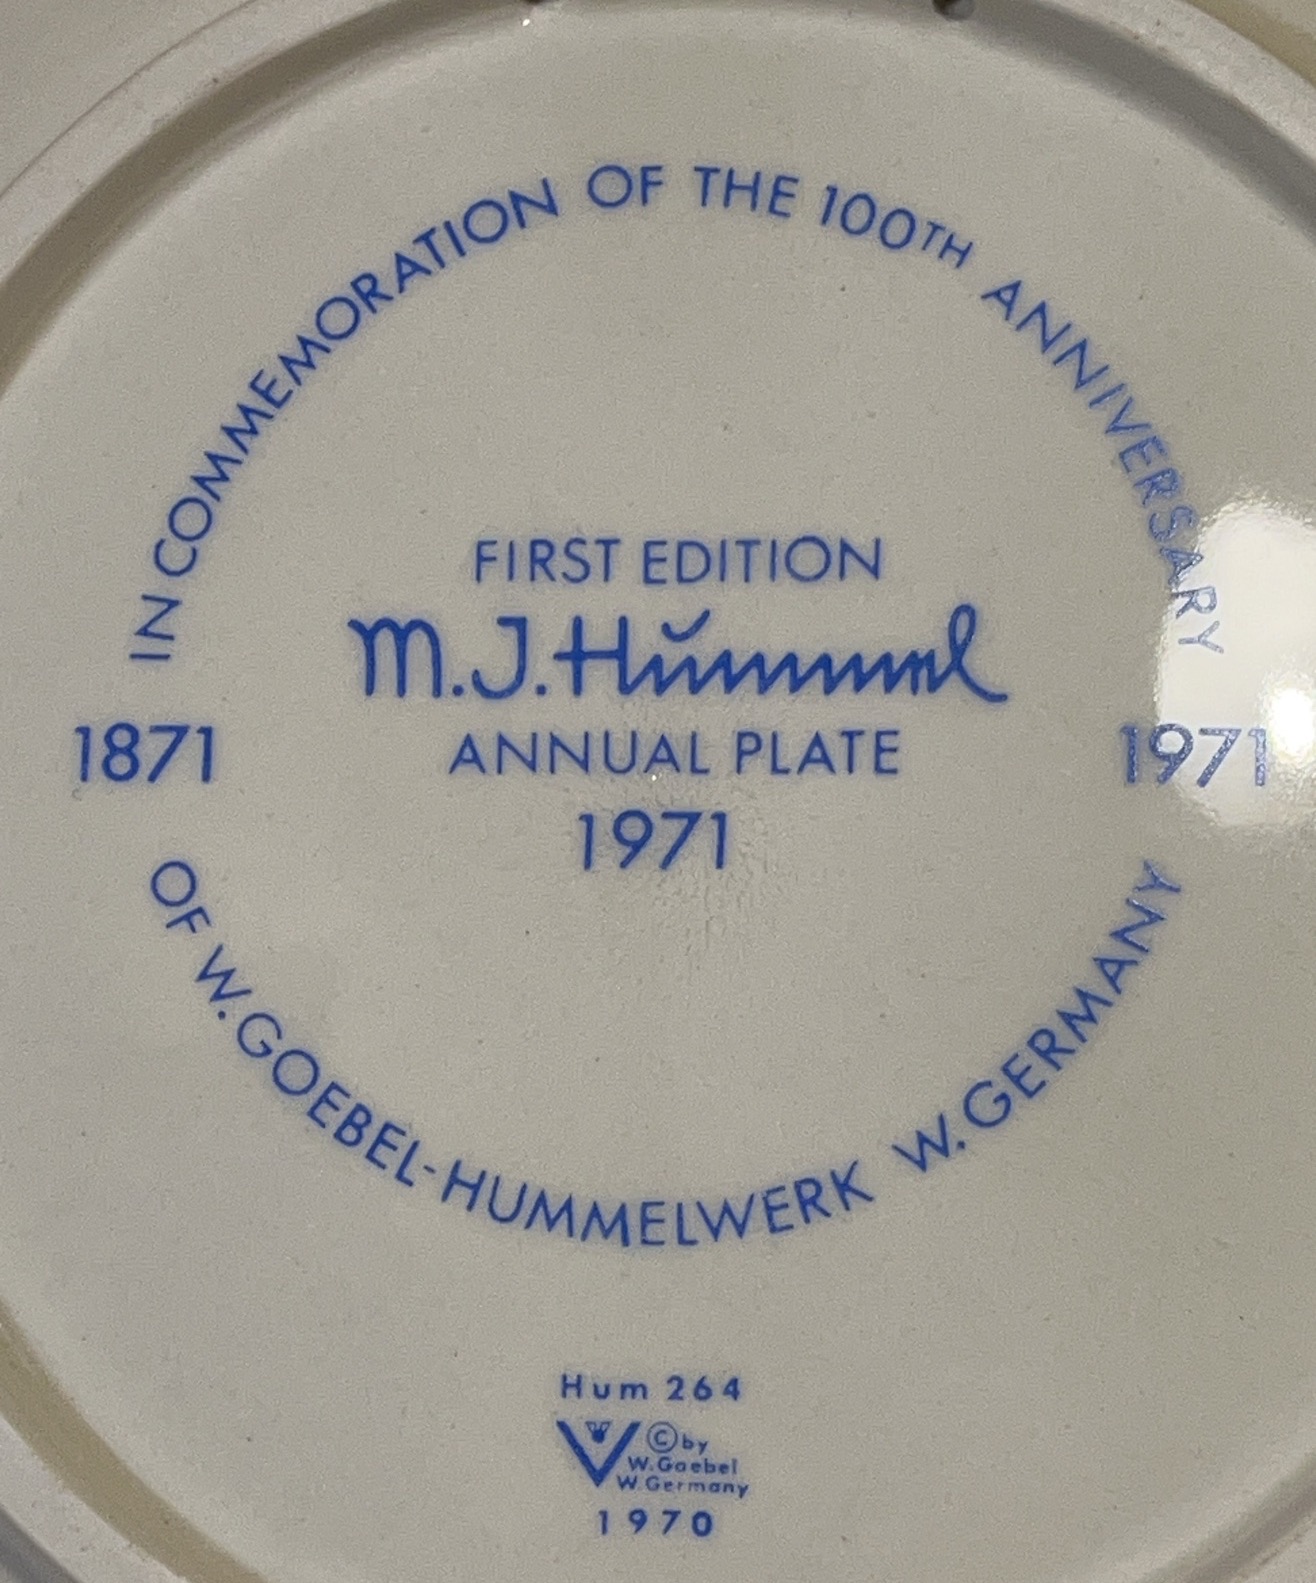 IN COMMEMORATION OF THE 100TH ANNIVERSARY
FIRST EDITION
M.J. Hummel
ANNUAL PLATE
1971
1871
1971
OF W. GOEBEL-HUMMELWERK W. GERMANY
Hum 264
© by
W. Goebel
W. Germany
1970